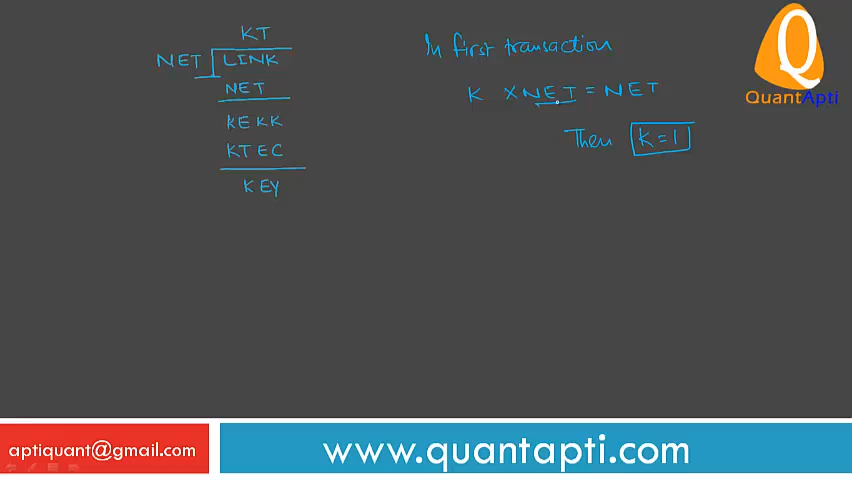 KT
NET LINK
NET
KEKK
KTEC
KEY
In first transaction
K × NET = NET
Then K=1
Q
QuantApti
aptiquant@gmail.com
www.quantapti.com